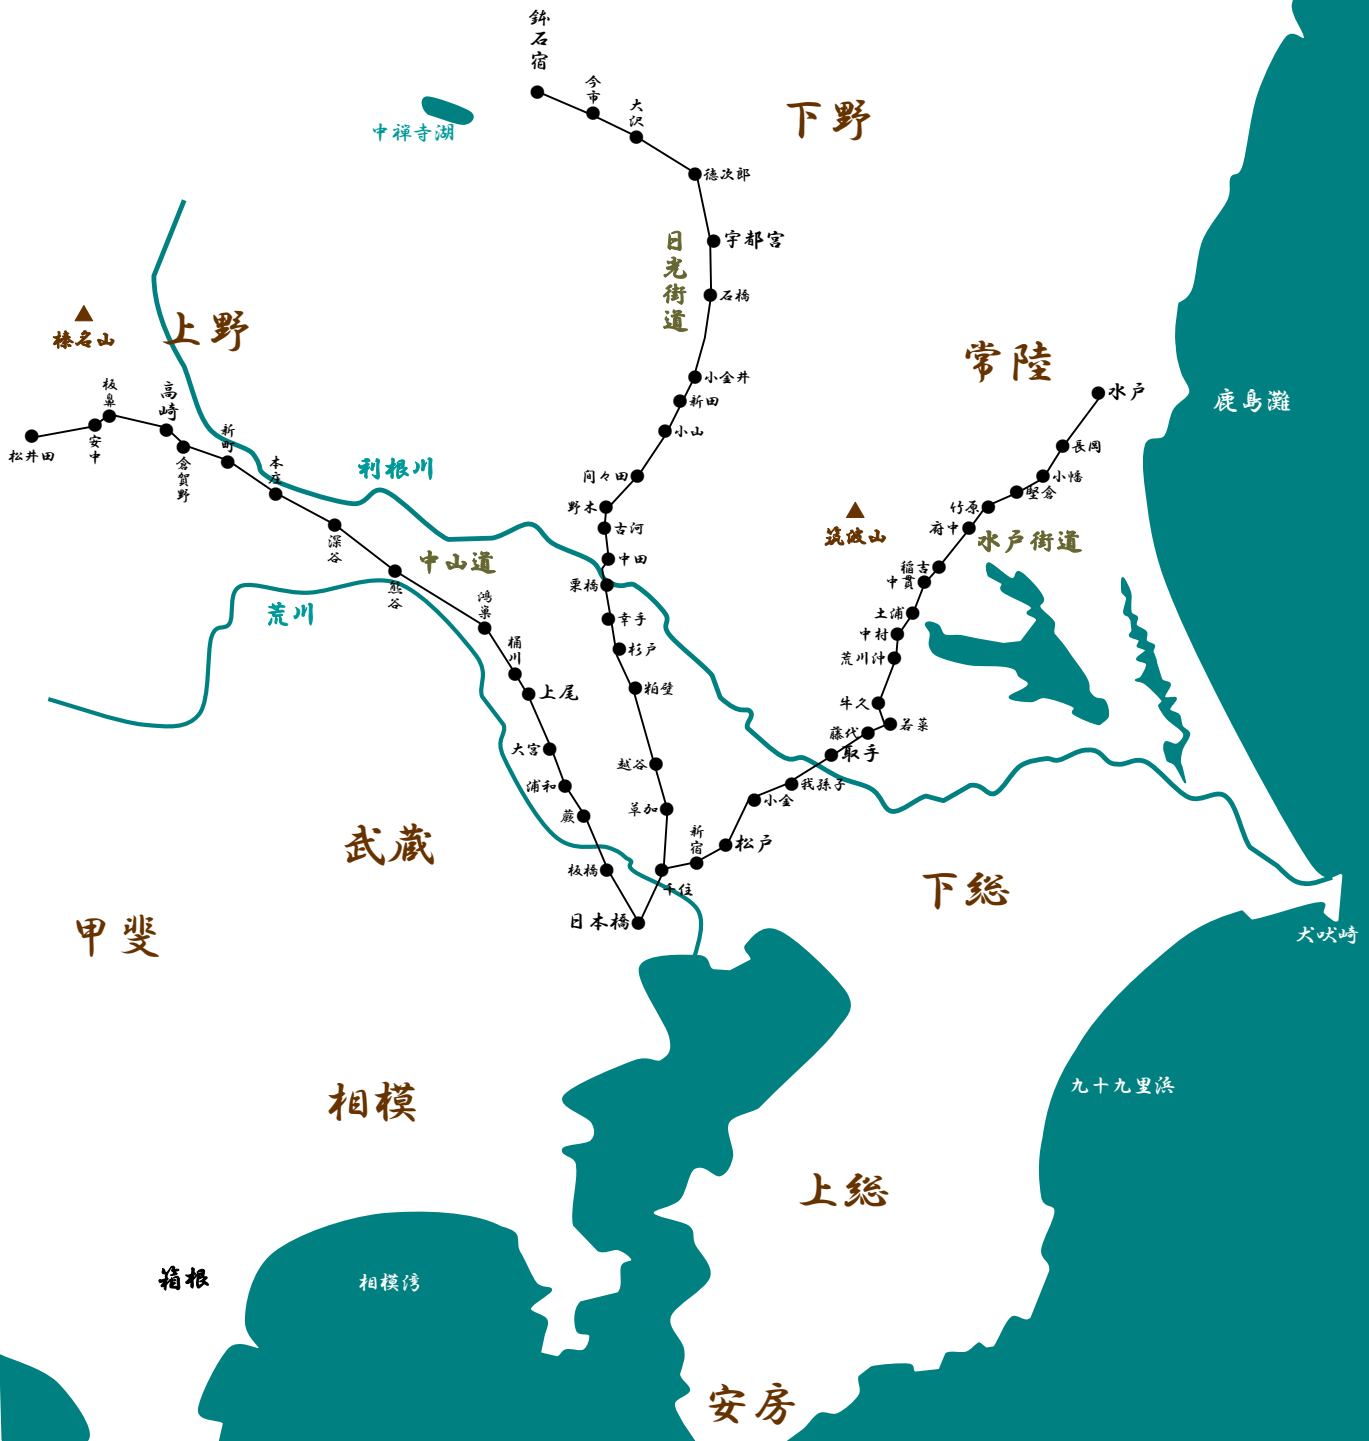 鉢石宿
今市
大沢
下野
中禅寺湖
徳次郎
宇都宮
日光街道
石橋
上野
榛名山
常陸
小金井
新田
水戸
鹿島灘
板鼻
高崎
小山
新町
安中
松井田
長岡
倉賀野
本庄
利根川
間々田
小幡
堅倉
野木
竹原
古河
府中
筑波山
水戸街道
深谷
中山道
中田
稲吉
中貫
栗橋
熊谷
鴻巣
荒川
幸手
土浦
中村
杉戸
桶川
荒川沖
上尾
粕壁
牛久
若菜
藤代
大宮
取手
越谷
浦和
我孫子
小金
蕨
草加
新宿
松戸
武蔵
板橋
千住
下総
日本橋
甲斐
犬吠崎
九十九里浜
相模
上総
箱根
相模湾
安房